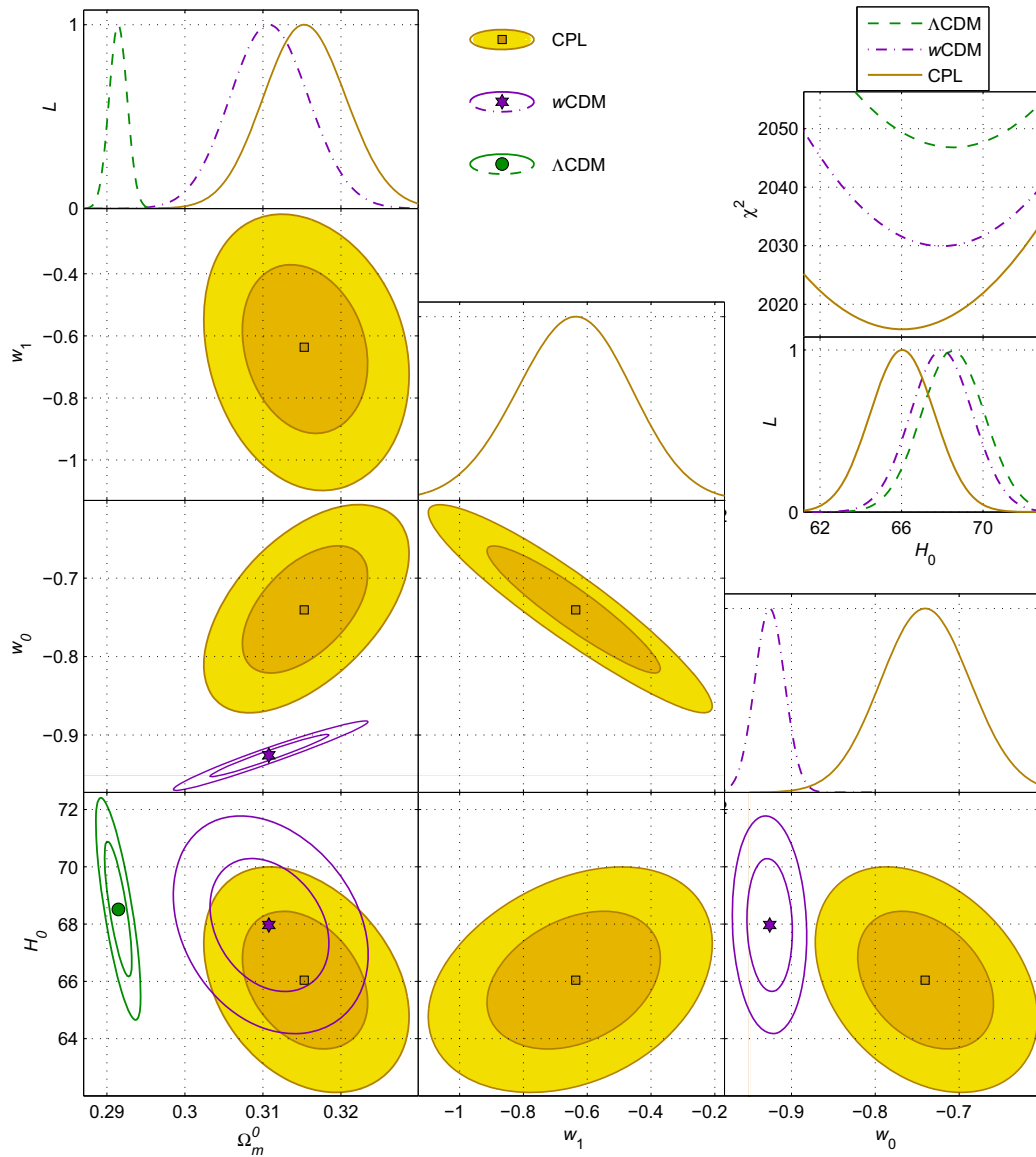 1
L
0
CPL
wCDM
ΛCDM
ΛCDM
wCDM
CPL
2050
2040
χ²
2030
2020
1
L
0
62 66 70
H₀
−0.4
−0.6
w₁
−0.8
−1
−0.7
w₀
−0.8
−0.9
72
70
H₀
68
66
64
0.29 0.3 0.31 0.32
Ωₘ⁰
−1 −0.8 −0.6 −0.4 −0.2
w₁
−0.9 −0.8 −0.7
w₀